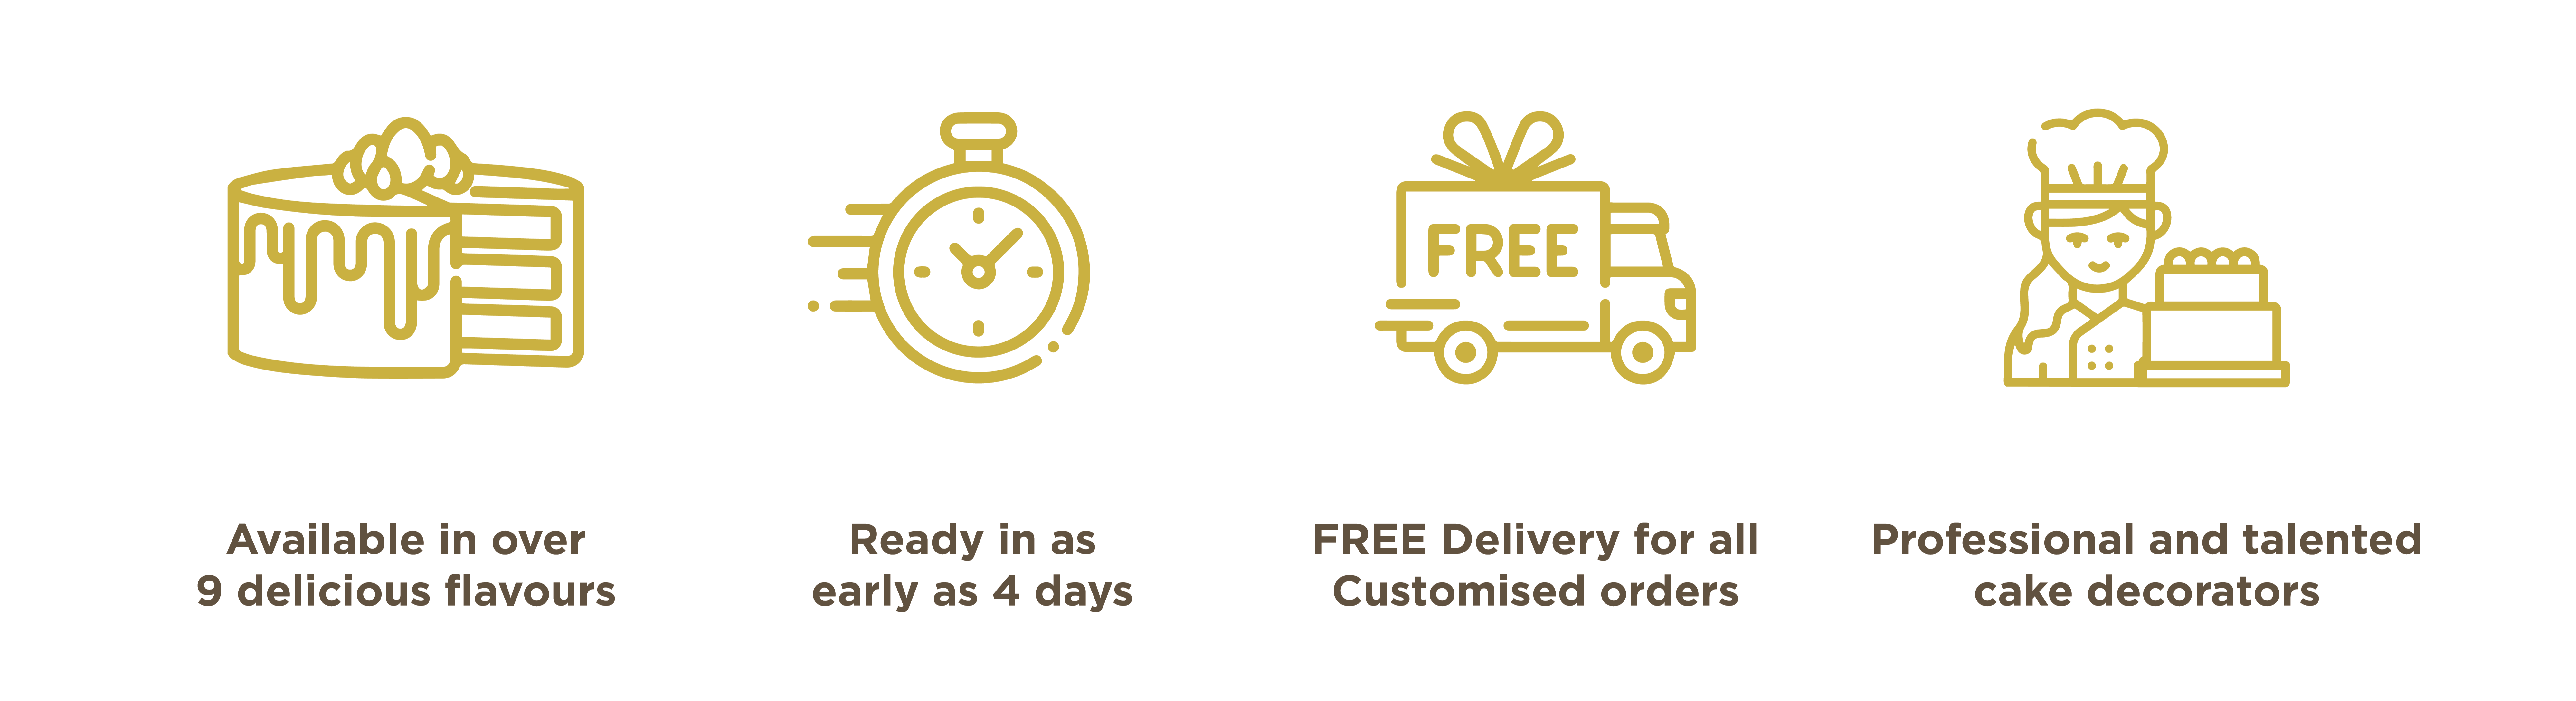 FREE
Available in over
9 delicious flavours
Ready in as
early as 4 days
FREE Delivery for all
Customised orders
Professional and talented
cake decorators